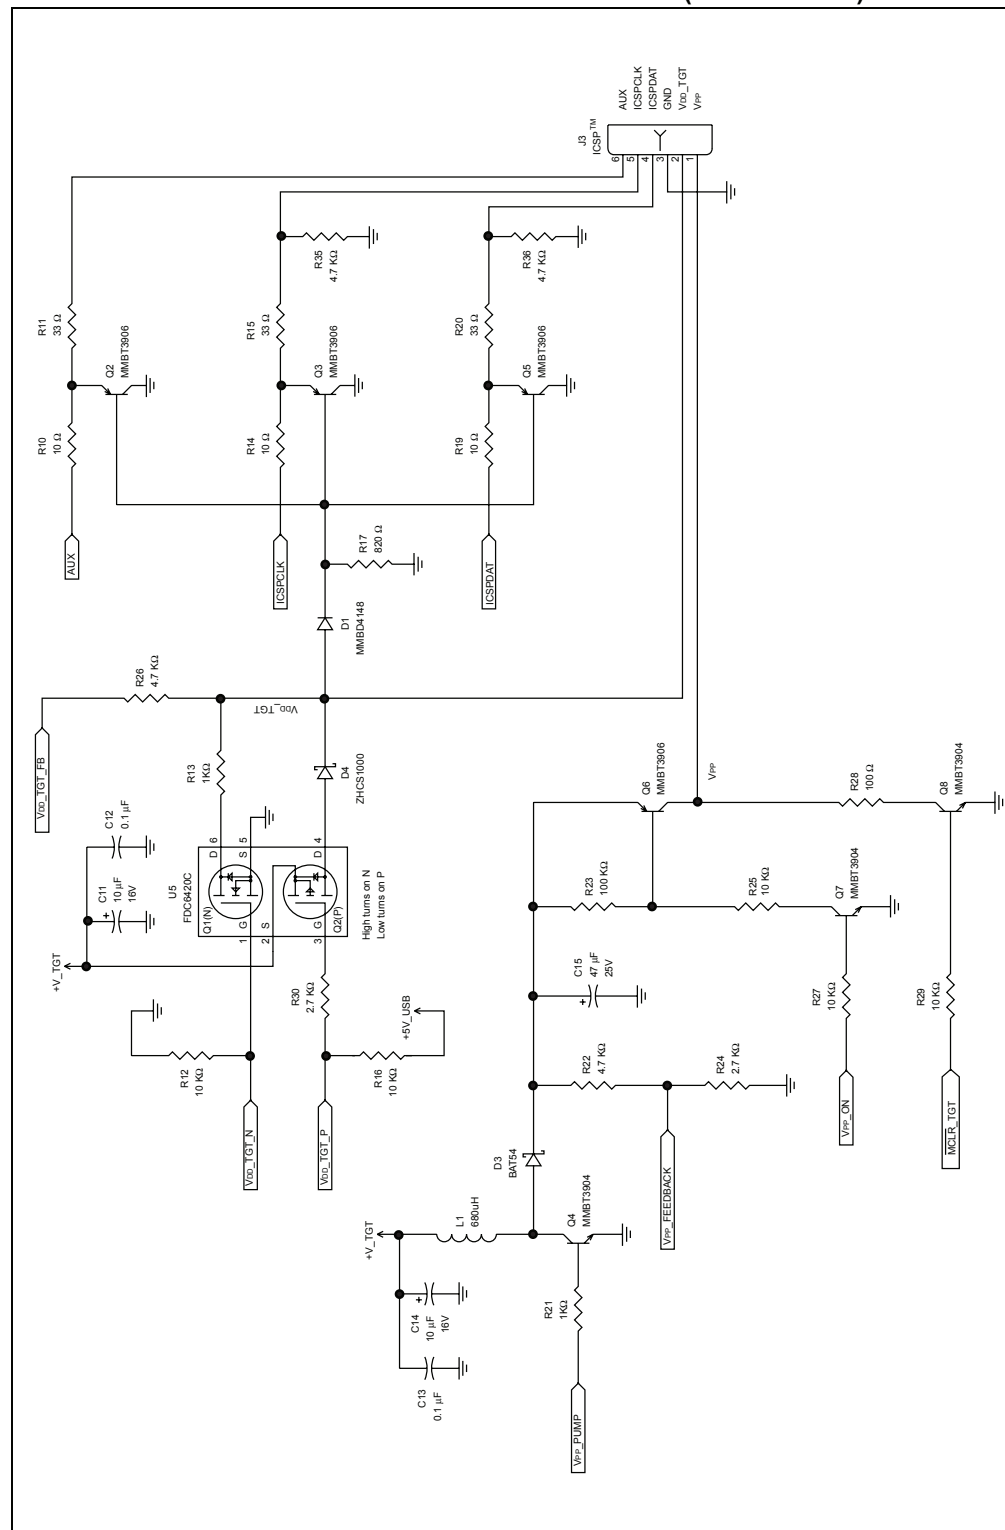 J3
ICSP™
AUX
ICSPCLK
ICSPDAT
GND
VDD_TGT
VPP
6
5
4
3
2
1
R11
33 Ω
R10
10 Ω
Q2
MMBT3906
AUX
R35
4.7 KΩ
R15
33 Ω
Q3
MMBT3906
R14
10 Ω
ICSPCLK
R36
4.7 KΩ
R20
33 Ω
Q5
MMBT3906
R19
10 Ω
ICSPDAT
R17
820 Ω
D1
MMBD4148
R26
4.7 KΩ
VDD_TGT_FB
VDD_TGT
R13
1KΩ
D4
ZHCS1000
C12
0.1 µF
C11
10 µF
16V
+
+V_TGT
U5
FDC6420C
Q1(N)
Q2(P)
6
D
S
5
4
D
G
1
S
2
G
3
High turns on N
Low turns on P
R30
2.7 KΩ
+5V_USB
R12
10 KΩ
R16
10 KΩ
VDD_TGT_N
VDD_TGT_P
Q6
MMBT3906
VPP
R28
100 Ω
Q8
MMBT3904
R23
100 KΩ
R25
10 KΩ
Q7
MMBT3904
C15
47 µF
25V
+
R27
10 KΩ
R29
10 KΩ
R22
4.7 KΩ
R24
2.7 KΩ
VPP_ON
MCLR_TGT
D3
BAT54
VPP_FEEDBACK
+V_TGT
L1
680uH
Q4
MMBT3904
C14
10 µF
16V
+
C13
0.1 µF
R21
1KΩ
VPP_PUMP